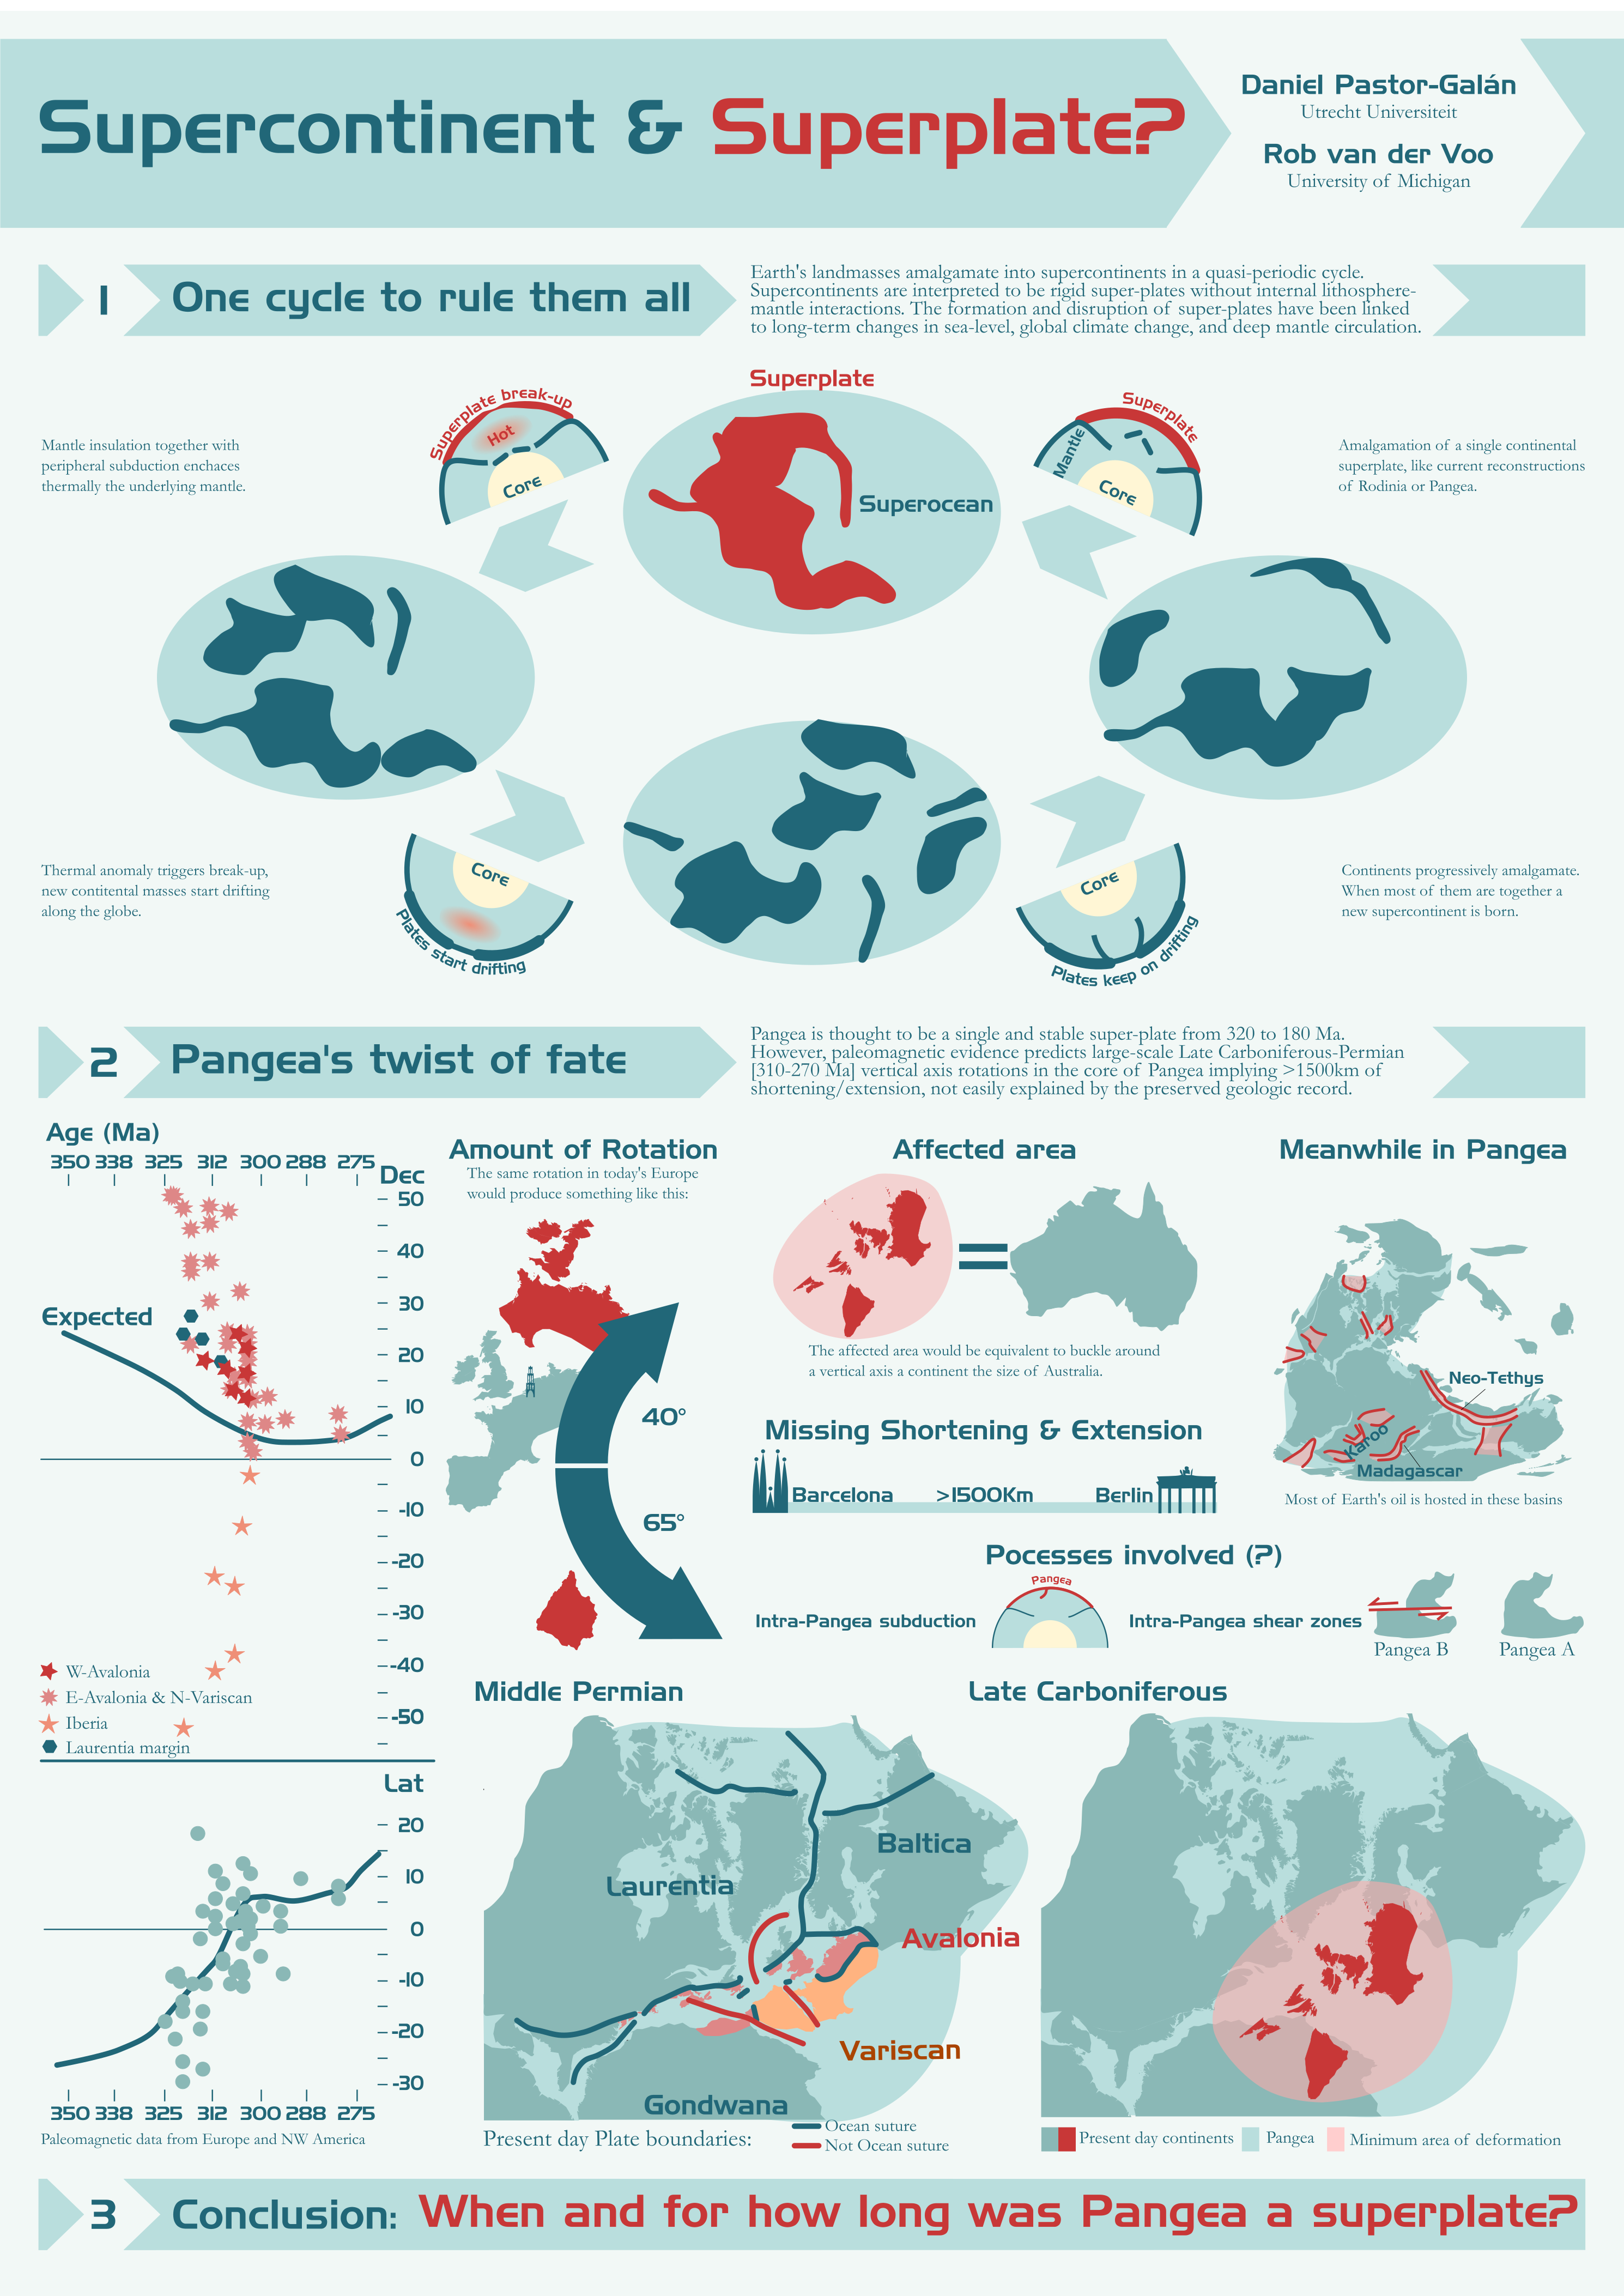 Supercontinent & Superplate?
Daniel Pastor-Galán
Utrecht Universiteit
Rob van der Voo
University of Michigan
1
One cycle to rule them all
Earth's landmasses amalgamate into supercontinents in a quasi-periodic cycle.
Supercontinents are interpreted to be rigid super-plates without internal lithosphere-
mantle interactions. The formation and disruption of super-plates have been linked
to long-term changes in sea-level, global climate change, and deep mantle circulation.
Superplate
Superocean
Superplate break-up
Hot
Core
Superplate
Mantle
Core
Mantle insulation together with
peripheral subduction enchaces
thermally the underlying mantle.
Amalgamation of a single continental
superplate, like current reconstructions
of Rodinia or Pangea.
Thermal anomaly triggers break-up,
new contitental masses start drifting
along the globe.
Core
Plates start drifting
Core
Plates keep on drifting
Continents progressively amalgamate.
When most of them are together a
new supercontinent is born.
2
Pangea's twist of fate
Pangea is thought to be a single and stable super-plate from 320 to 180 Ma.
However, paleomagnetic evidence predicts large-scale Late Carboniferous-Permian
[310-270 Ma] vertical axis rotations in the core of Pangea implying >1500km of
shortening/extension, not easily explained by the preserved geologic record.
Age (Ma)
350 338 325 312 300 288 275
Dec
50
40
30
20
10
0
-10
-20
-30
-40
-50
Expected
W-Avalonia
E-Avalonia & N-Variscan
Iberia
Laurentia margin
Lat
20
10
0
-10
-20
-30
350 338 325 312 300 288 275
Paleomagnetic data from Europe and NW America
Amount of Rotation
The same rotation in today's Europe
would produce something like this:
40°
65°
Affected area
The affected area would be equivalent to buckle around
a vertical axis a continent the size of Australia.
Meanwhile in Pangea
Neo-Tethys
Karoo
Madagascar
Most of Earth's oil is hosted in these basins
Missing Shortening & Extension
Barcelona >1500Km Berlin
Pocesses involved (?)
Intra-Pangea subduction
Pangea
Intra-Pangea shear zones
Pangea B
Pangea A
Middle Permian
Laurentia
Baltica
Avalonia
Variscan
Gondwana
Present day Plate boundaries:
Ocean suture
Not Ocean suture
Late Carboniferous
Present day continents
Pangea
Minimum area of deformation
3
Conclusion: When and for how long was Pangea a superplate?